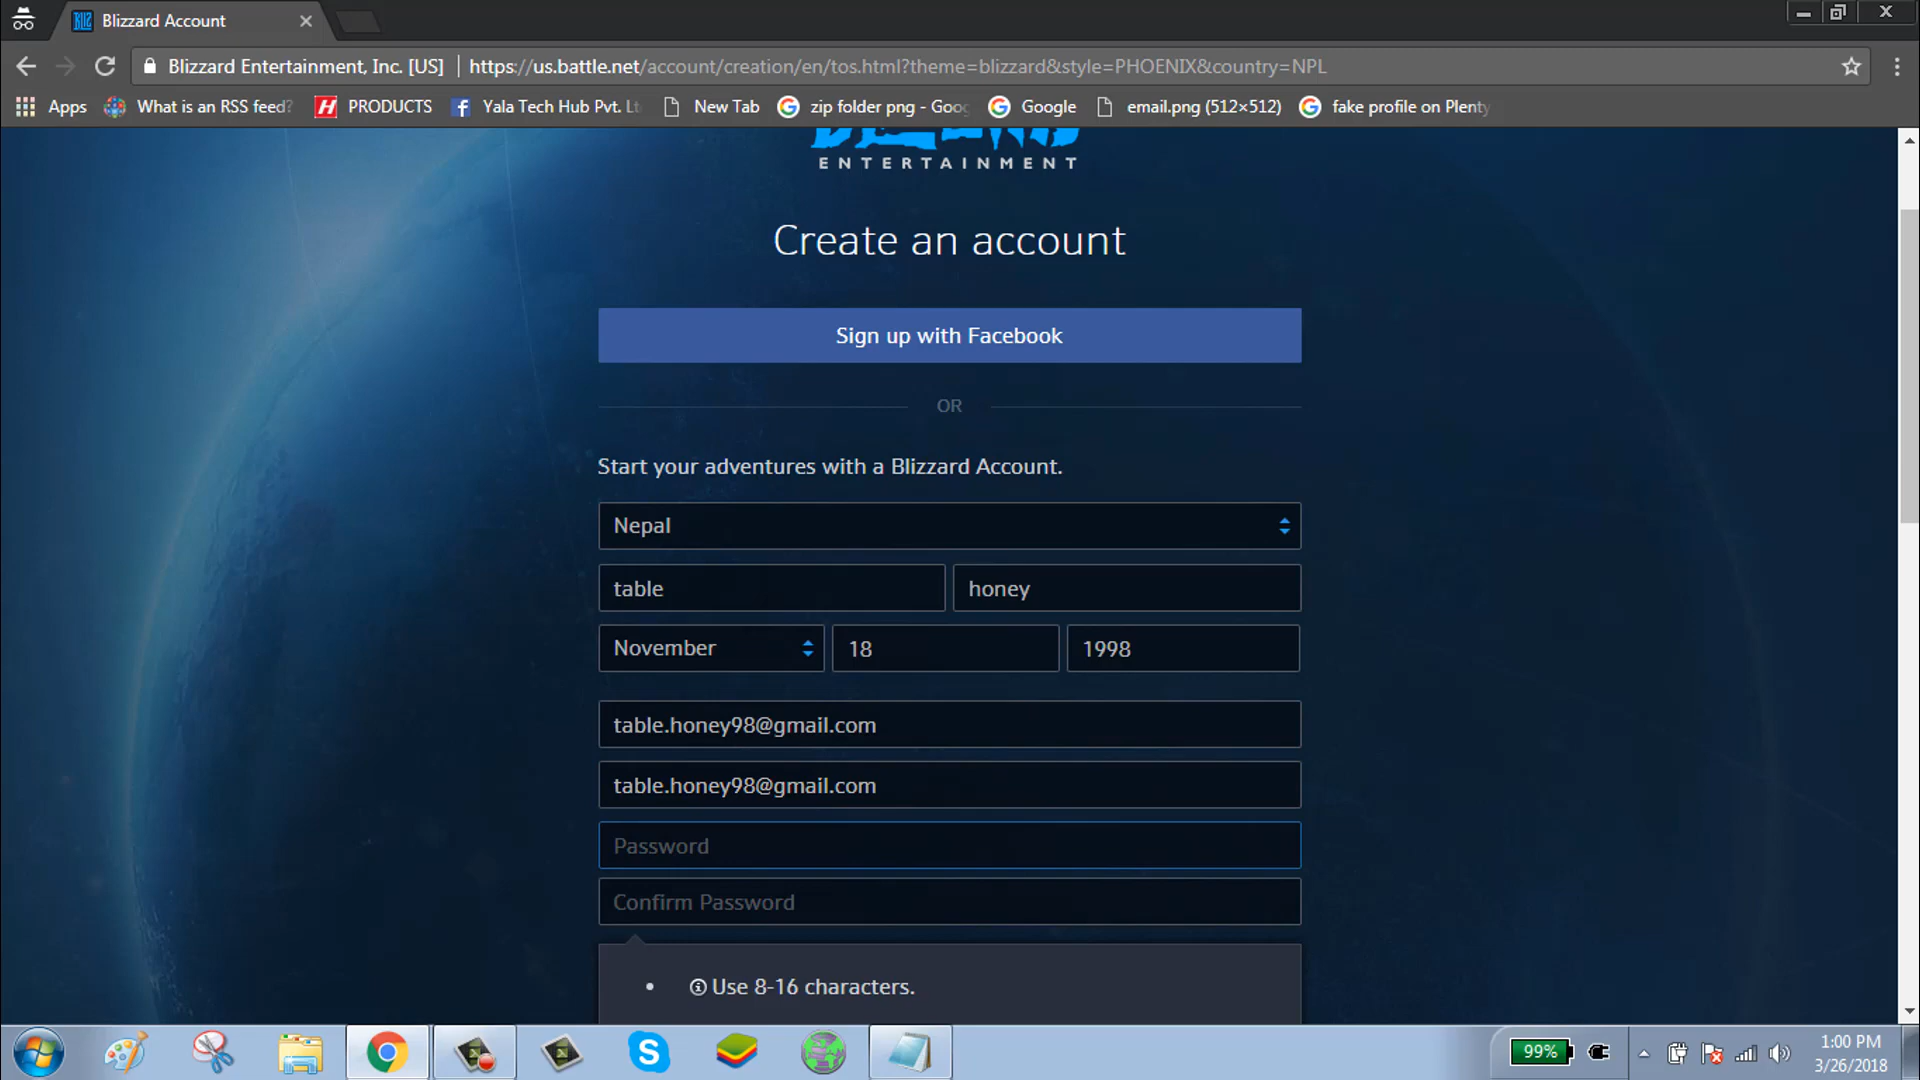 Blizzard Account
Blizzard Entertainment, Inc. [US] https://us.battle.net/account/creation/en/tos.html?theme=blizzard&style=PHOENIX&country=NPL
Apps What is an RSS feed? PRODUCTS Yala Tech Hub Pvt. Lt New Tab zip folder png - Goo Google email.png (512×512) fake profile on Plenty
ENTERTAINMENT
Create an account
Sign up with Facebook
OR
Start your adventures with a Blizzard Account.
Nepal
table honey
November 18 1998
table.honey98@gmail.com
table.honey98@gmail.com
Password
Confirm Password
• Use 8-16 characters.
99% 1:00 PM
3/26/2018